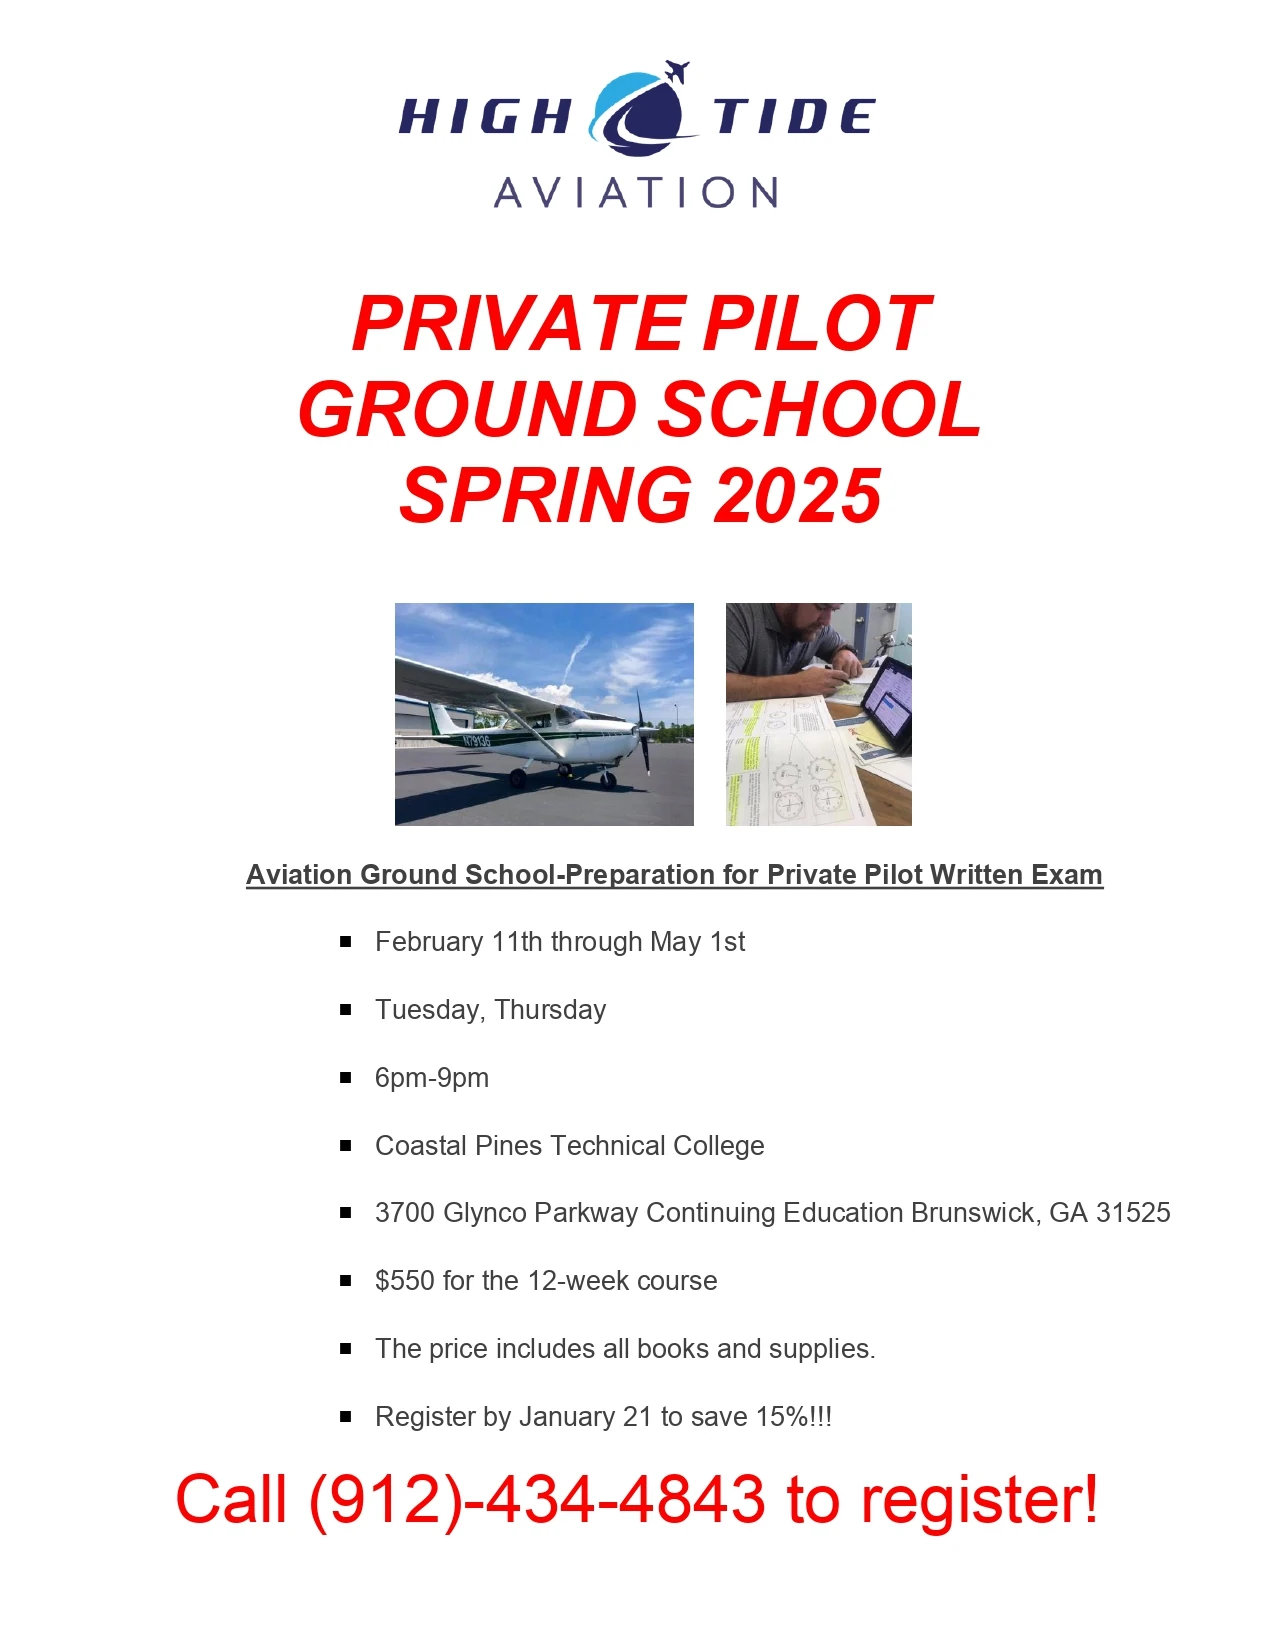 HIGH TIDE
AVIATION
PRIVATE PILOT
GROUND SCHOOL
SPRING 2025
N79136
Aviation Ground School-Preparation for Private Pilot Written Exam
February 11th through May 1st
Tuesday, Thursday
6pm-9pm
Coastal Pines Technical College
3700 Glynco Parkway Continuing Education Brunswick, GA 31525
$550 for the 12-week course
The price includes all books and supplies.
Register by January 21 to save 15%!!!
Call (912)-434-4843 to register!